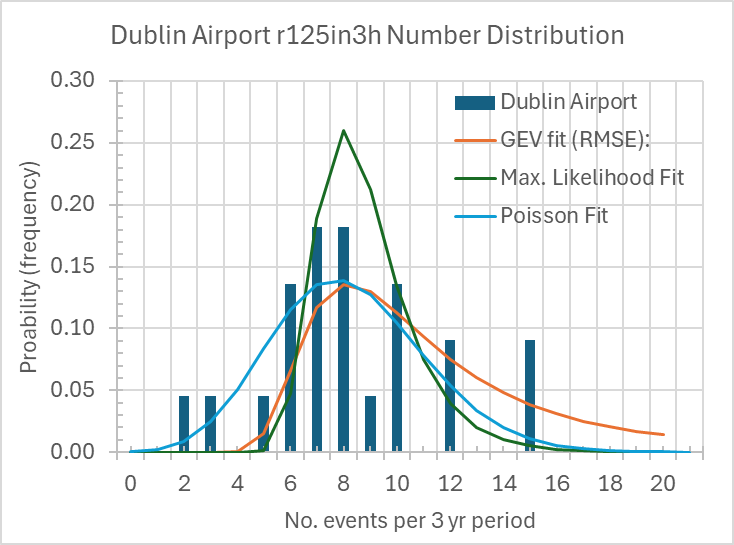 Dublin Airport r125in3h Number Distribution
0.30
0.25
0.20
0.15
0.10
0.05
0.00
Proability (frequency)
Dublin Airport
GEV fit (RMSE):
Max. Likelihood Fit
Poisson Fit
0 2 4 6 8 10 12 14 16 18 20
No. events per 3 yr period